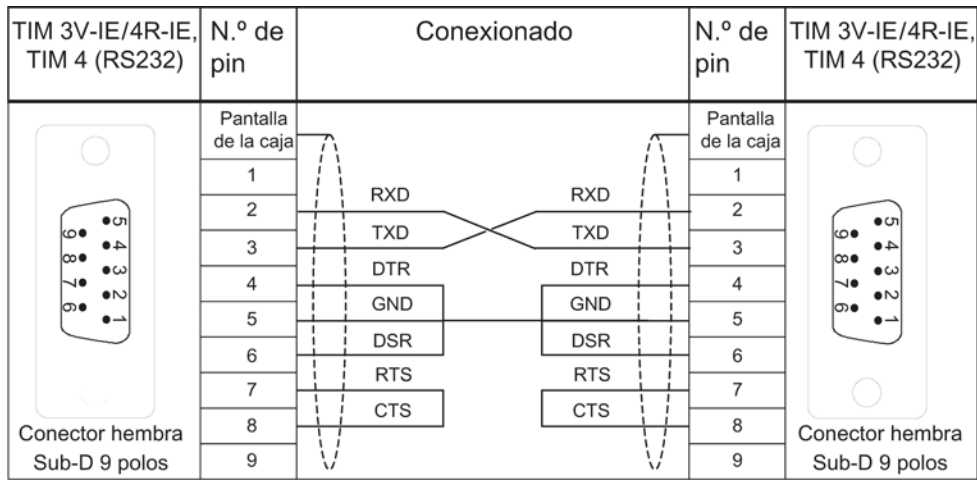 TIM 3V-IE/4R-IE,
TIM 4 (RS232)
N.º de
pin
Conexionado
N.º de
pin
TIM 3V-IE/4R-IE,
TIM 4 (RS232)
Pantalla
de la caja
Pantalla
de la caja
1
1
2
RXD
RXD
2
3
TXD
TXD
3
4
DTR
DTR
4
5
GND
GND
5
6
DSR
DSR
6
7
RTS
RTS
7
8
CTS
CTS
8
9
9
5
9
4
8
3
7
2
6
1
5
9
4
8
3
7
2
6
1
Conector hembra
Sub-D 9 polos
Conector hembra
Sub-D 9 polos